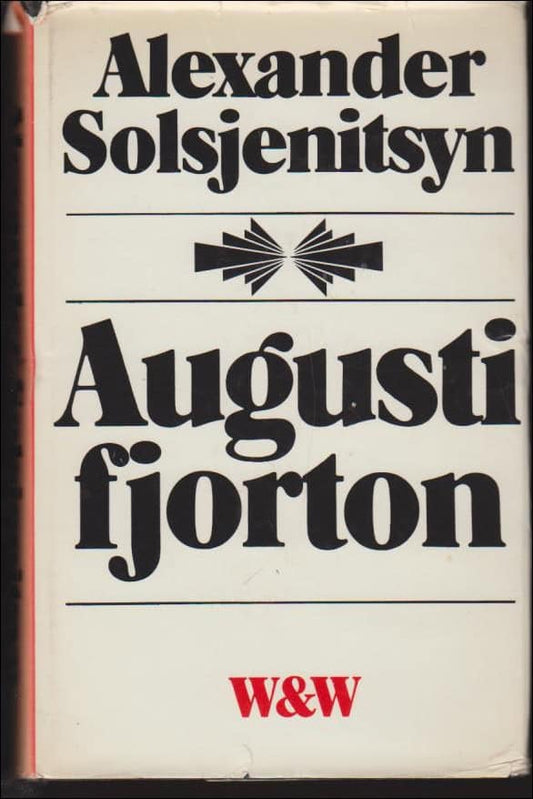 Alexander
Solsjenitsyn
Augusti
fjorton
W&W